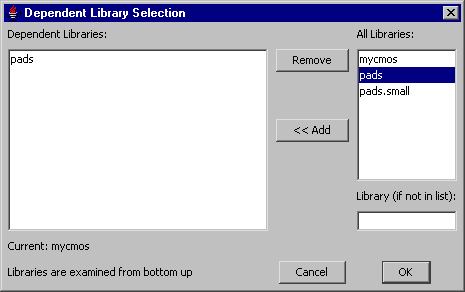 Dependent Library Selection
Dependent Libraries:
All Libraries:
pads
Remove
<< Add
mycmos
pads
pads.small
Library (if not in list):
Current: mycmos
Libraries are examined from bottom up
Cancel
OK